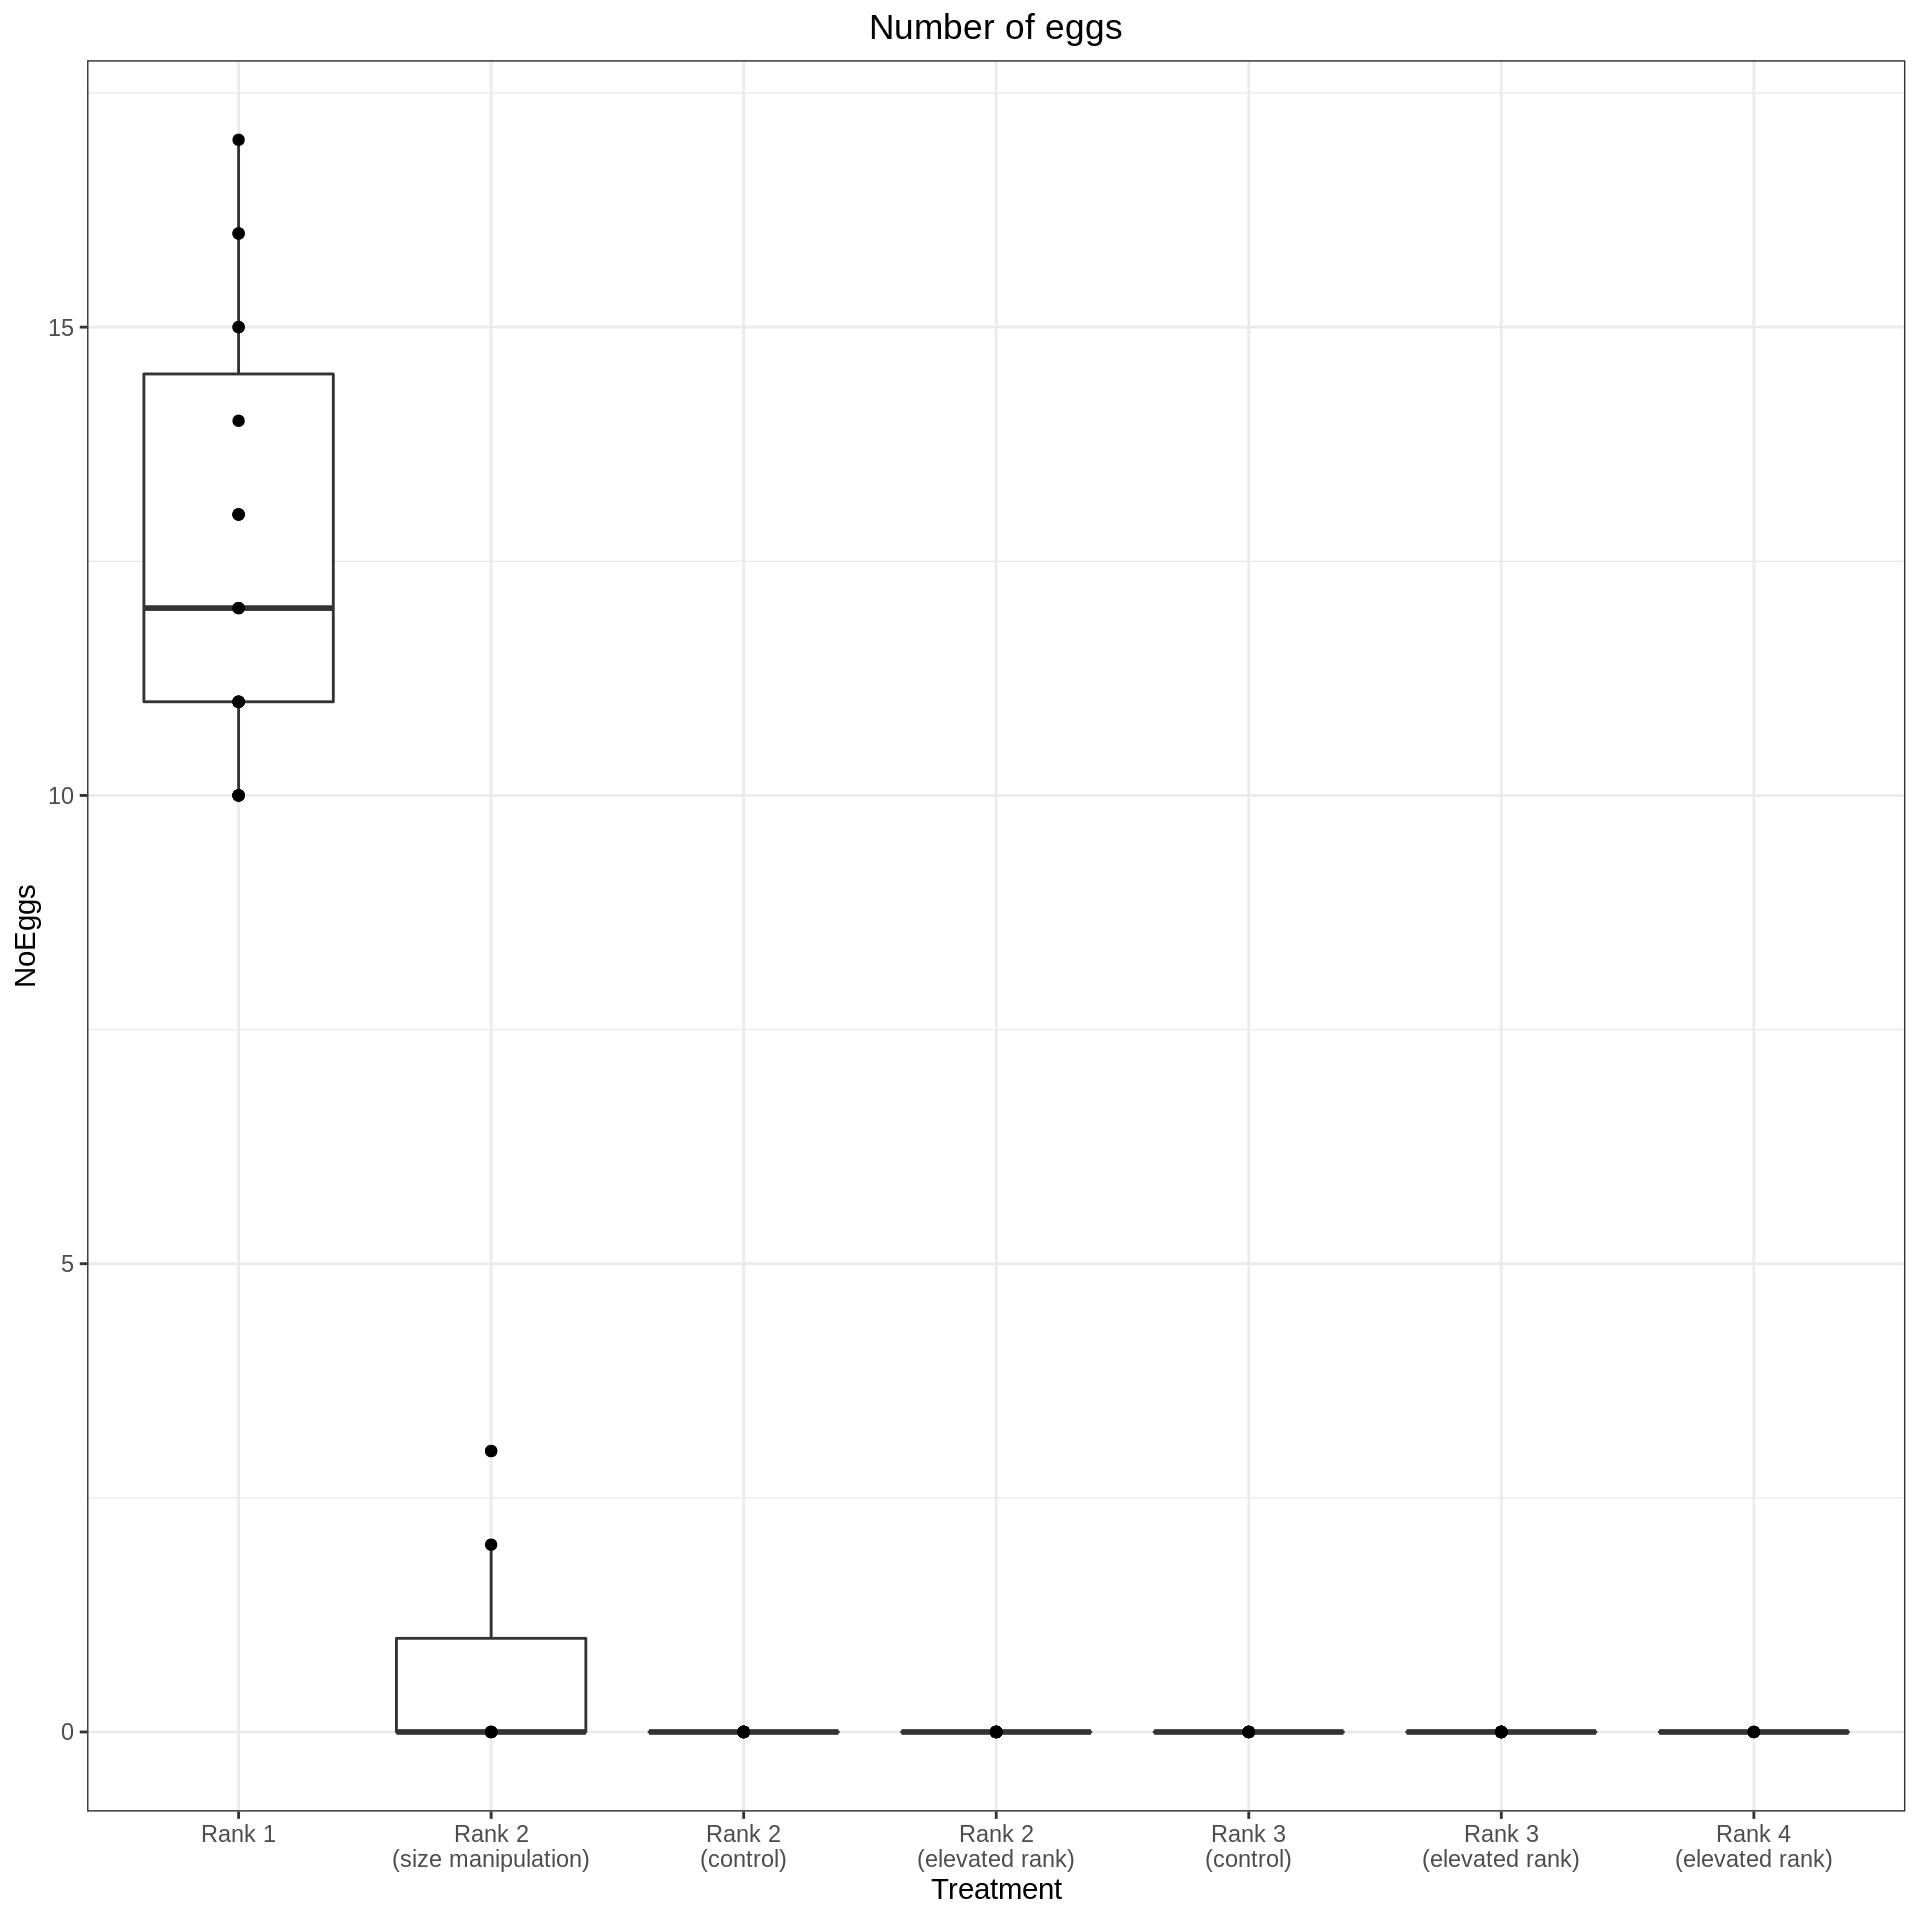 Number of eggs
NoEggs
15
10
5
0
Rank 1
Rank 2
(size manipulation)
Rank 2
(control)
Rank 2
(elevated rank)
Rank 3
(control)
Rank 3
(elevated rank)
Rank 4
(elevated rank)
Treatment